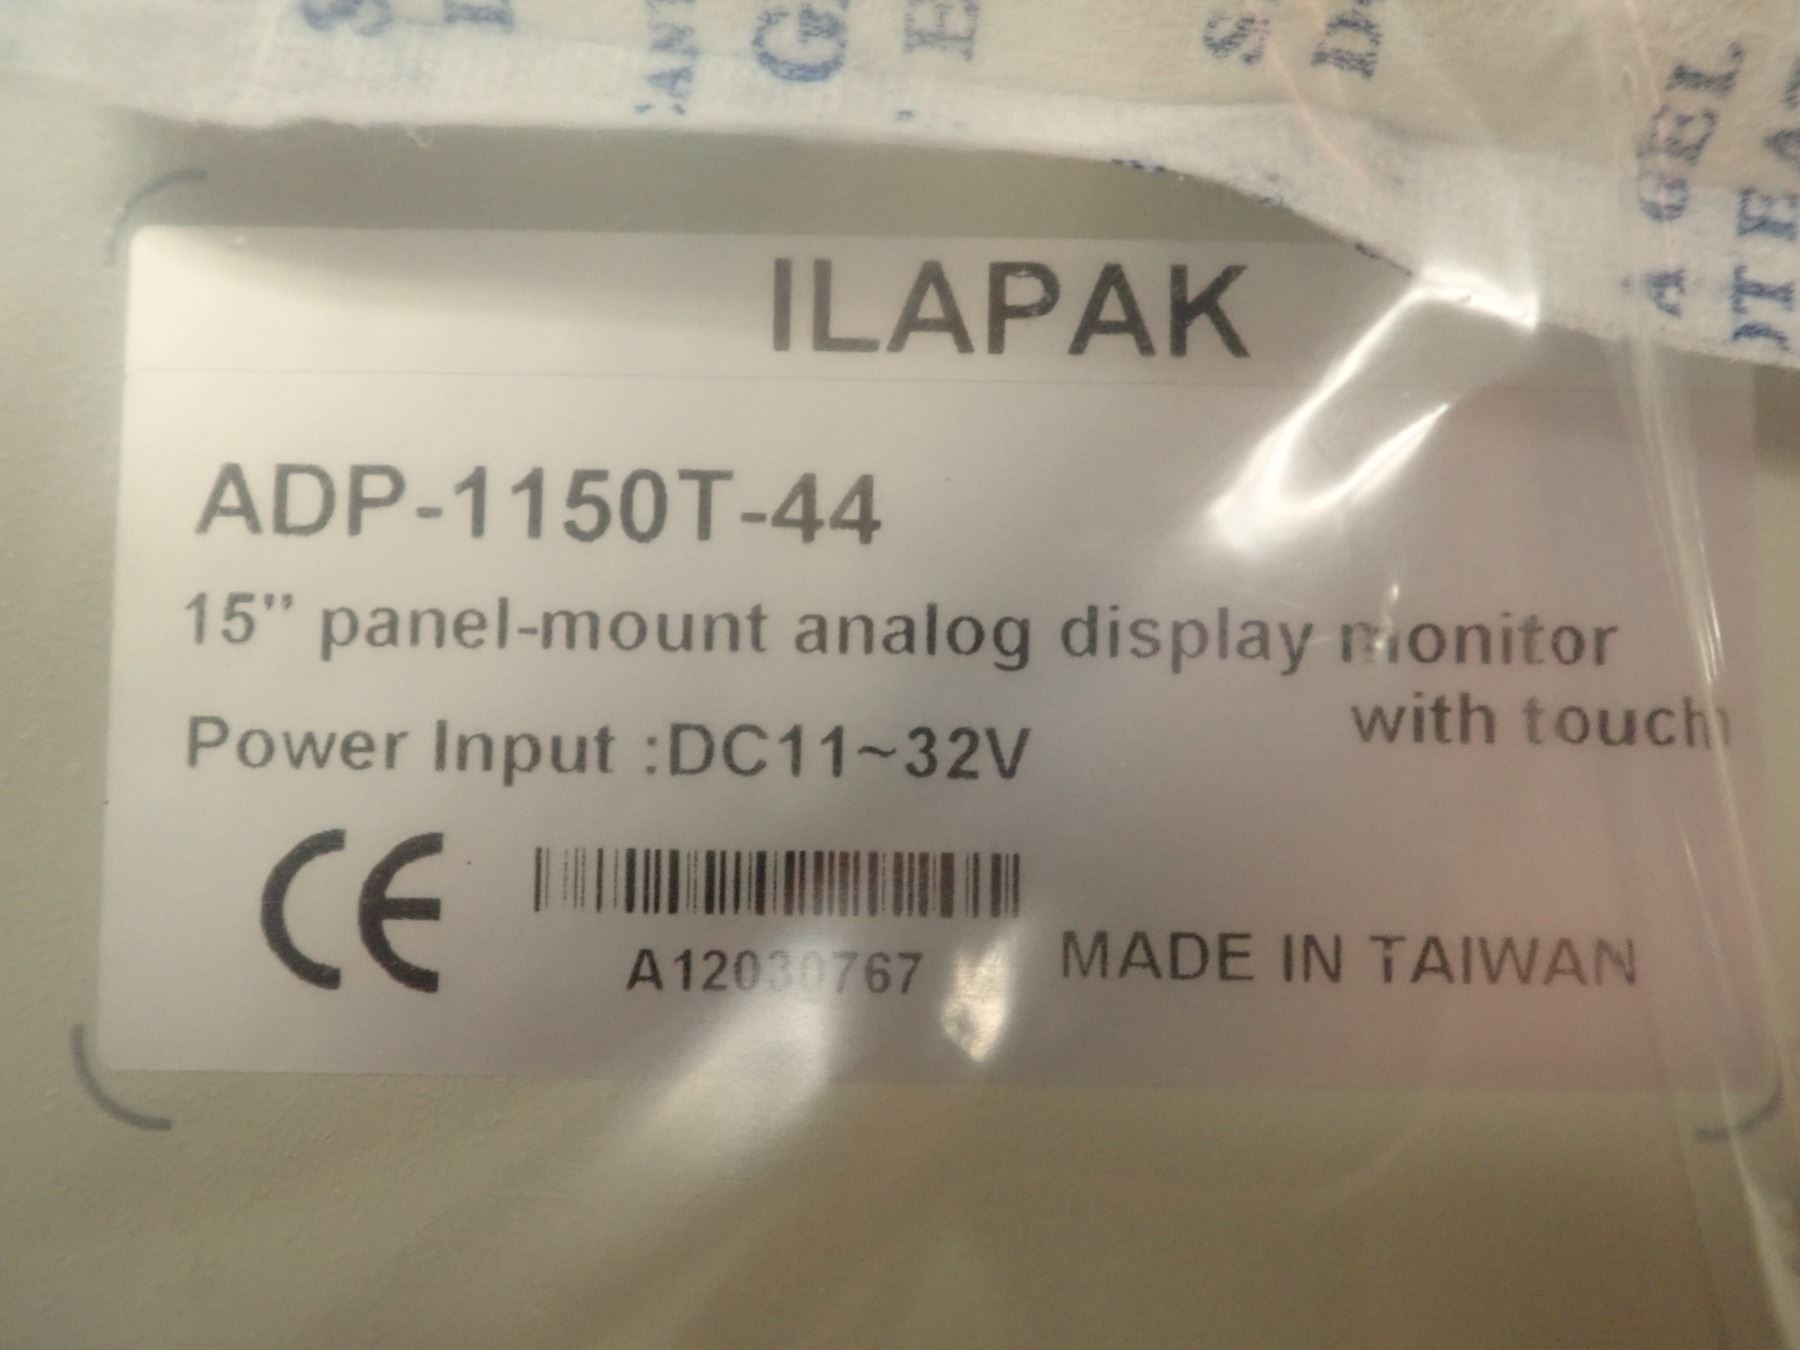 ILAPAK
ADP-1150T-44
15" panel-mount analog display monitor
with touch
Power Input :DC11~32V
CE
A12030767
MADE IN TAIWAN